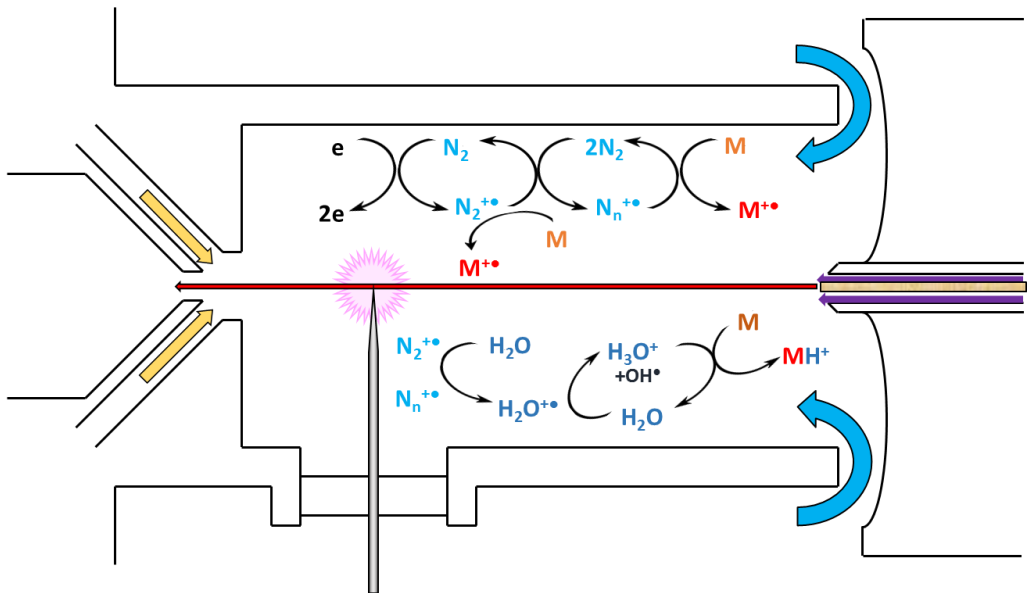 e N₂ 2N₂ M
2e N₂⁺• Nₙ⁺• M⁺•
M
M⁺•
M
N₂⁺• H₂O H₃O⁺ MH⁺
+OH•
Nₙ⁺• H₂O⁺• H₂O